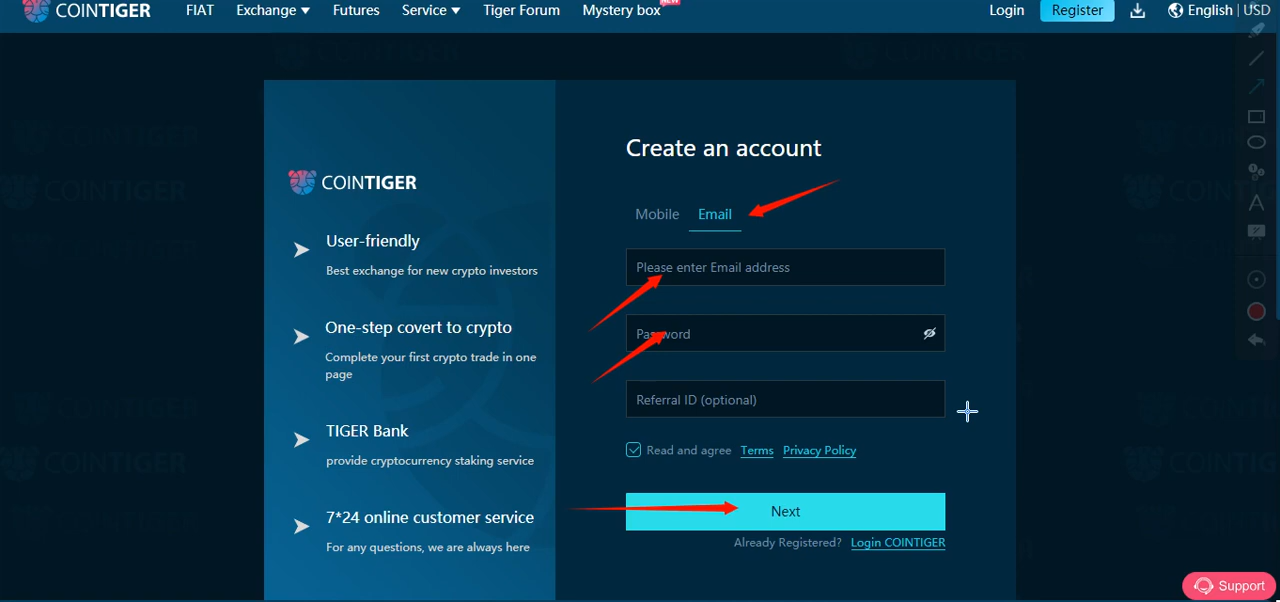 COINTIGER
FIAT
Exchange
Futures
Service
Tiger Forum
Mystery box
NEW
Login
Register
English | USD
COINTIGER
User-friendly
Best exchange for new crypto investors
One-step covert to crypto
Complete your first crypto trade in one
page
TIGER Bank
provide cryptocurrency staking service
7*24 online customer service
For any questions, we are always here
Create an account
Mobile
Email
Please enter Email address
Password
Referral ID (optional)
Read and agree Terms Privacy Policy
Next
Already Registered? Login COINTIGER
Support